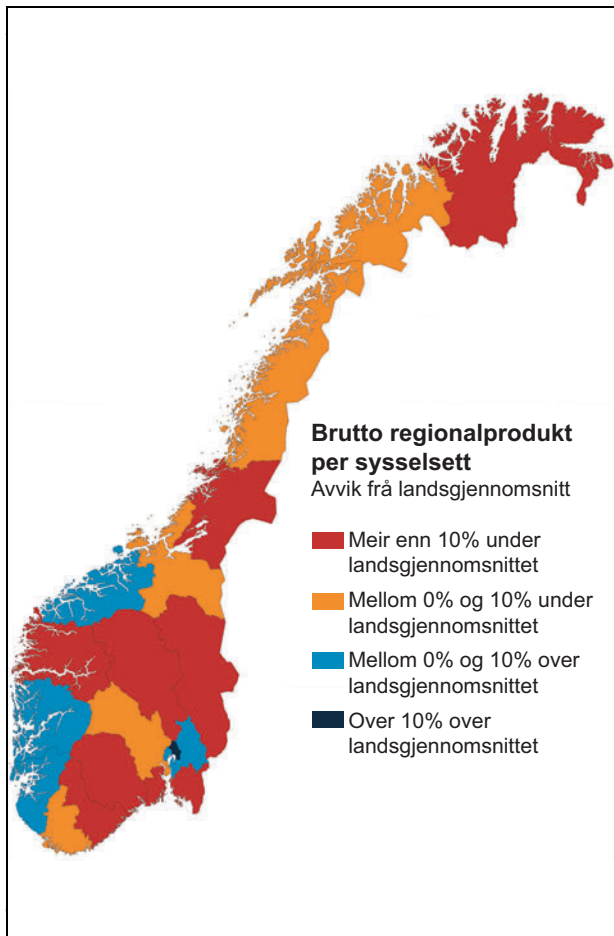 Brutto regionalprodukt
per sysselsett
Avvik frå landsgjennomsnitt
Meir enn 10% under
landsgjennomsnittet
Mellom 0% og 10% under
landsgjennomsnittet
Mellom 0% og 10% over
landsgjennomsnittet
Over 10% over
landsgjennomsnittet